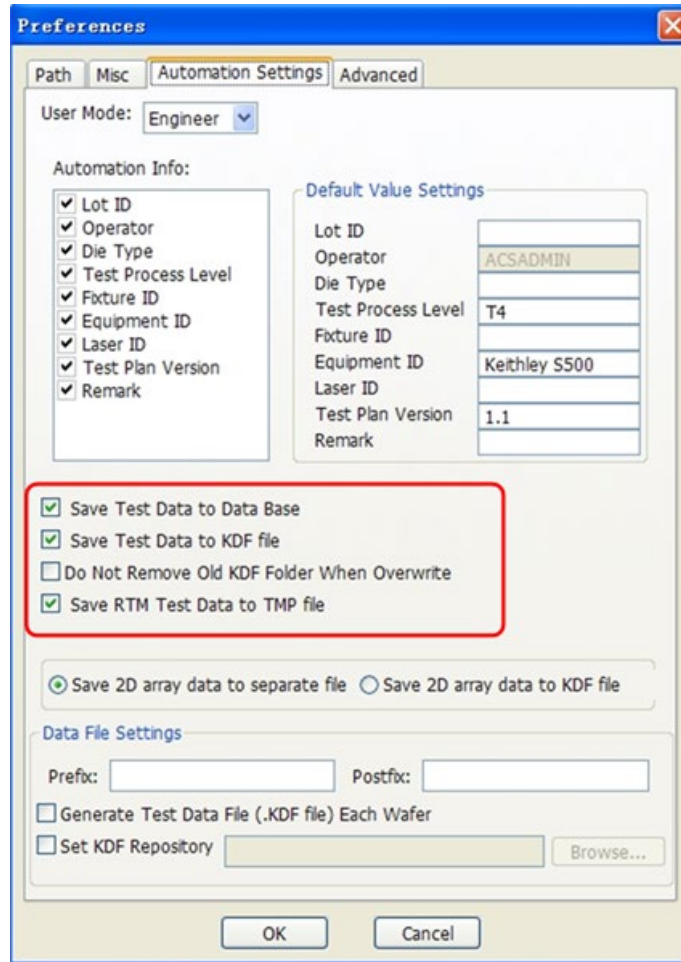 Preferences
Path Misc Automation Settings Advanced
User Mode: Engineer
Automation Info:
Lot ID
Operator
Die Type
Test Process Level
Fixture ID
Equipment ID
Laser ID
Test Plan Version
Remark
Default Value Settings
Lot ID
Operator ACSADMIN
Die Type
Test Process Level T4
Fixture ID
Equipment ID Keithley S500
Laser ID
Test Plan Version 1.1
Remark
Save Test Data to Data Base
Save Test Data to KDF file
Do Not Remove Old KDF Folder When Overwrite
Save RTM Test Data to TMP file
Save 2D array data to separate file Save 2D array data to KDF file
Data File Settings
Prefix: Postfix:
Generate Test Data File (.KDF file) Each Wafer
Set KDF Repository Browse...
OK Cancel